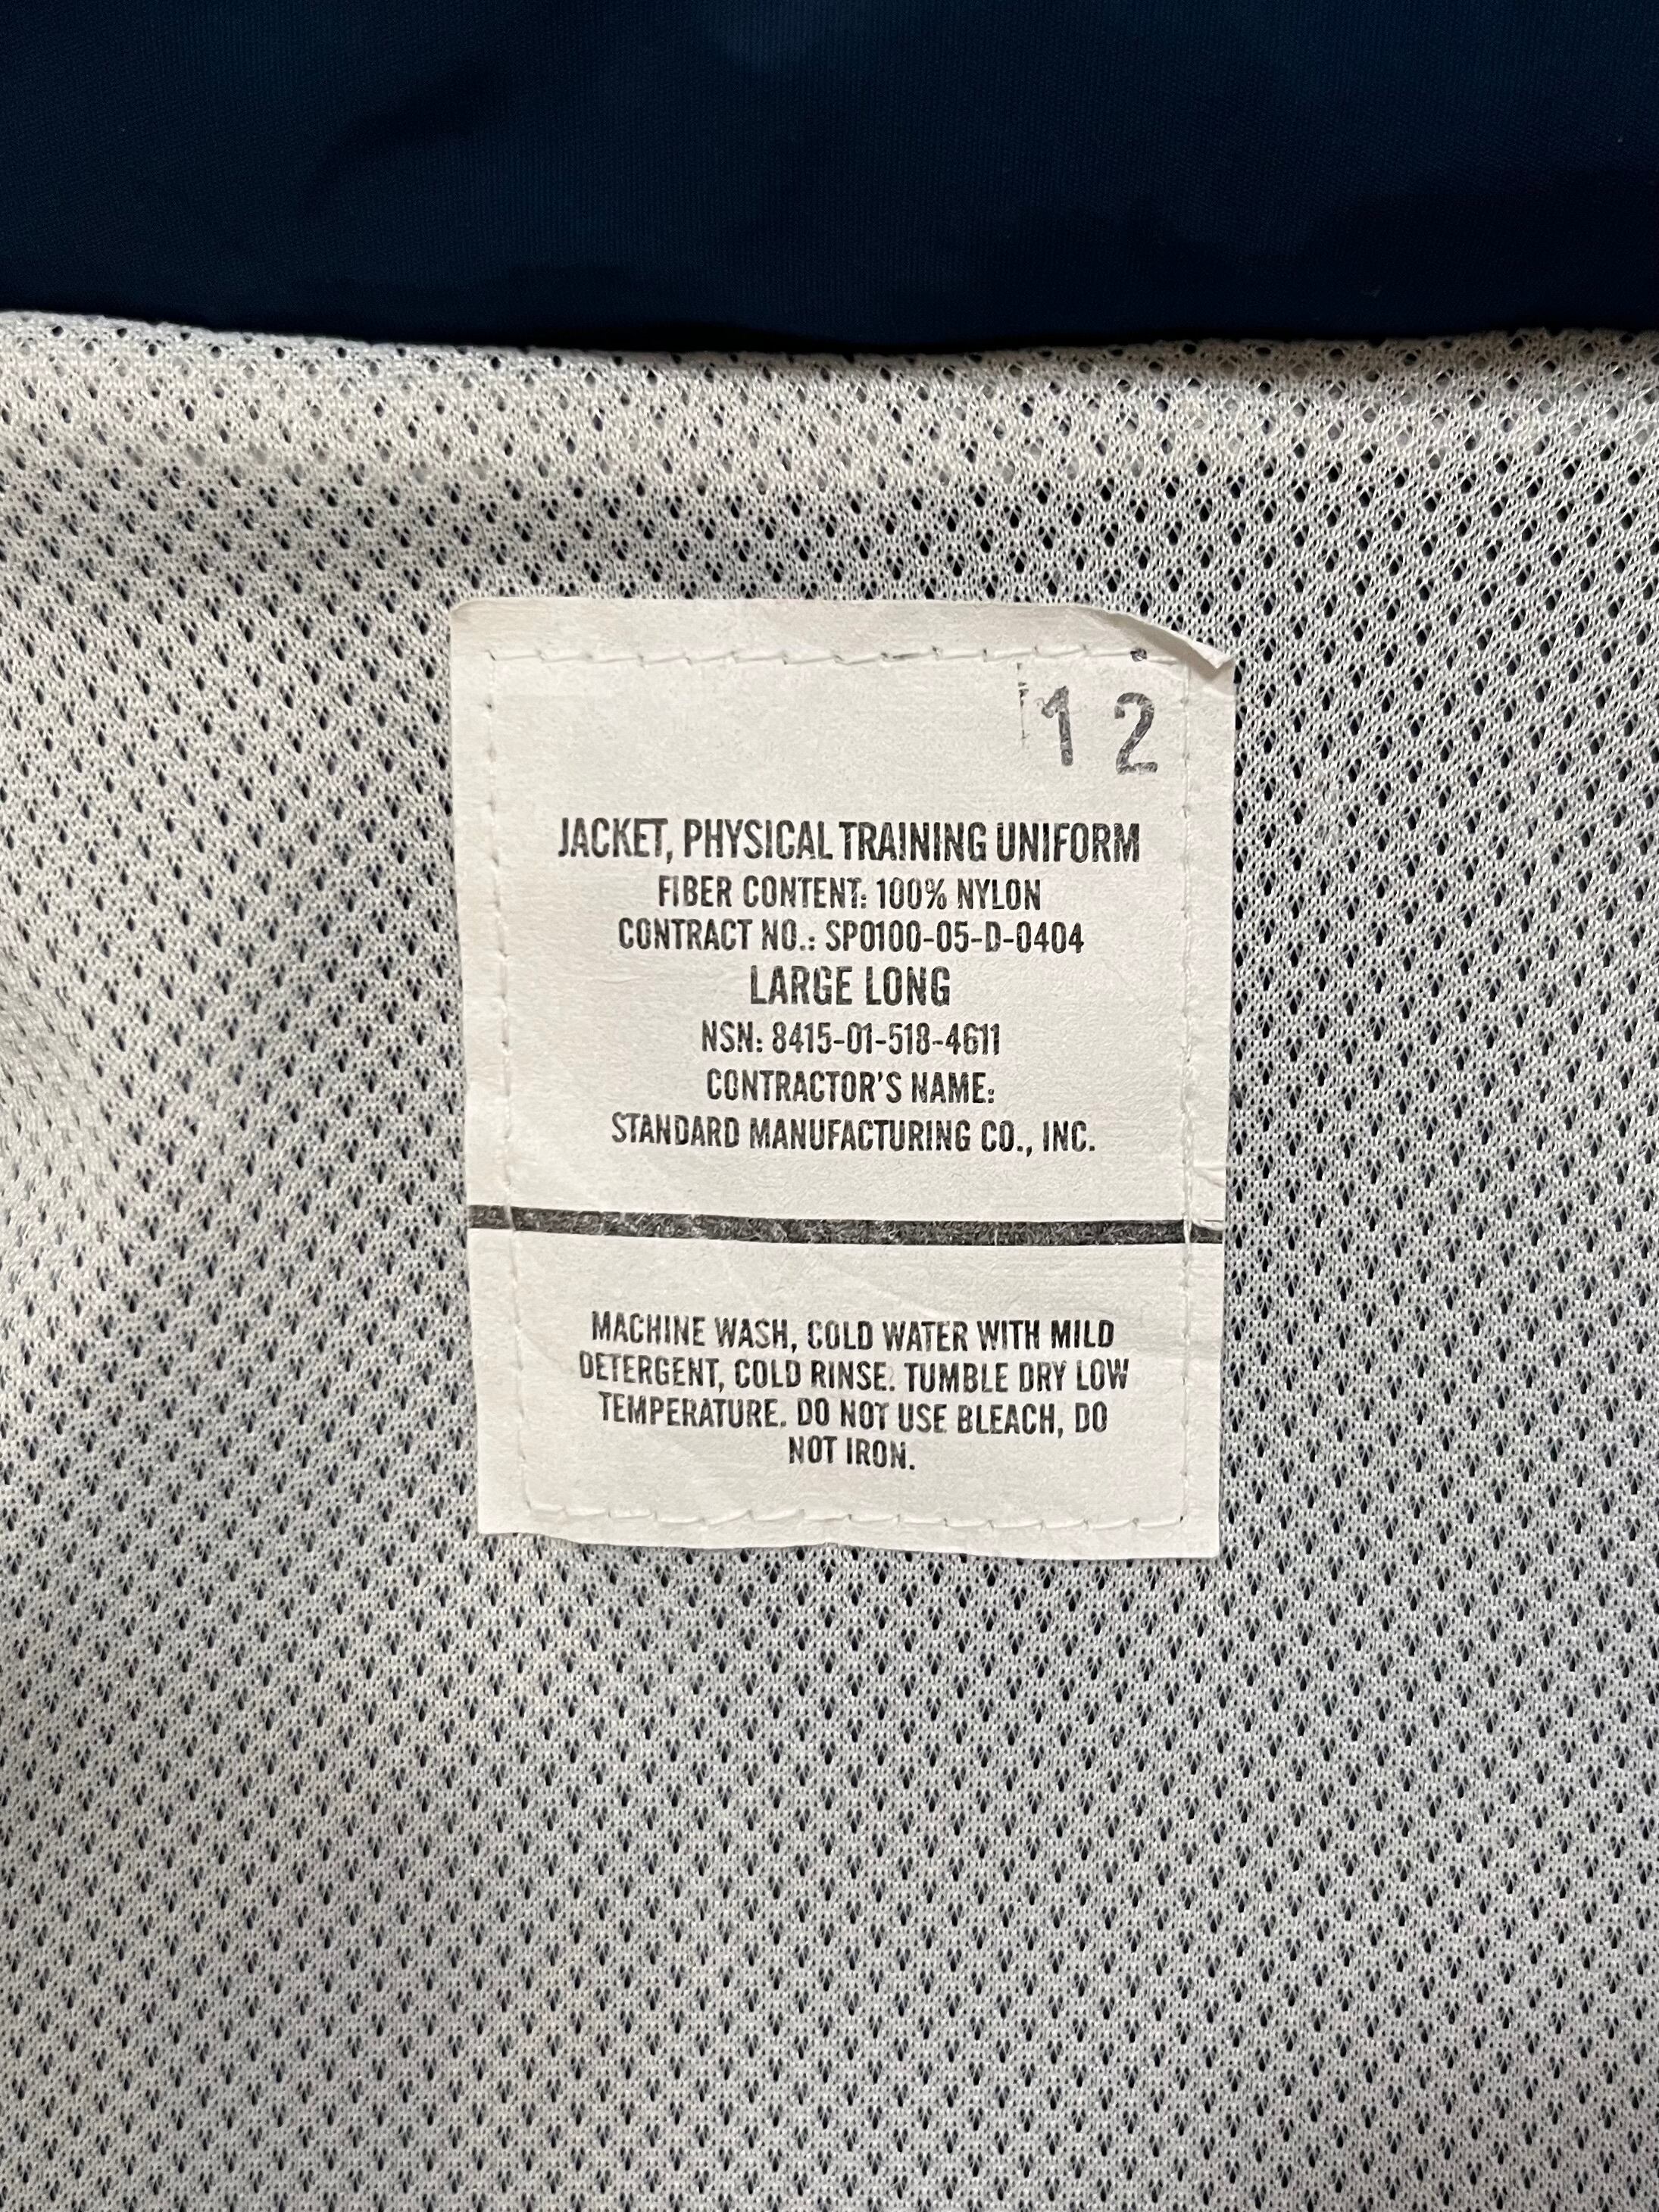 12
JACKET, PHYSICAL TRAINING UNIFORM
FIBER CONTENT: 100% NYLON
CONTRACT NO.: SP0100-05-D-0404
LARGE LONG
NSN: 8415-01-518-4611
CONTRACTOR'S NAME:
STANDARD MANUFACTURING CO., INC.
MACHINE WASH, COLD WATER WITH MILD
DETERGENT, COLD RINSE. TUMBLE DRY LOW
TEMPERATURE. DO NOT USE BLEACH, DO
NOT IRON.